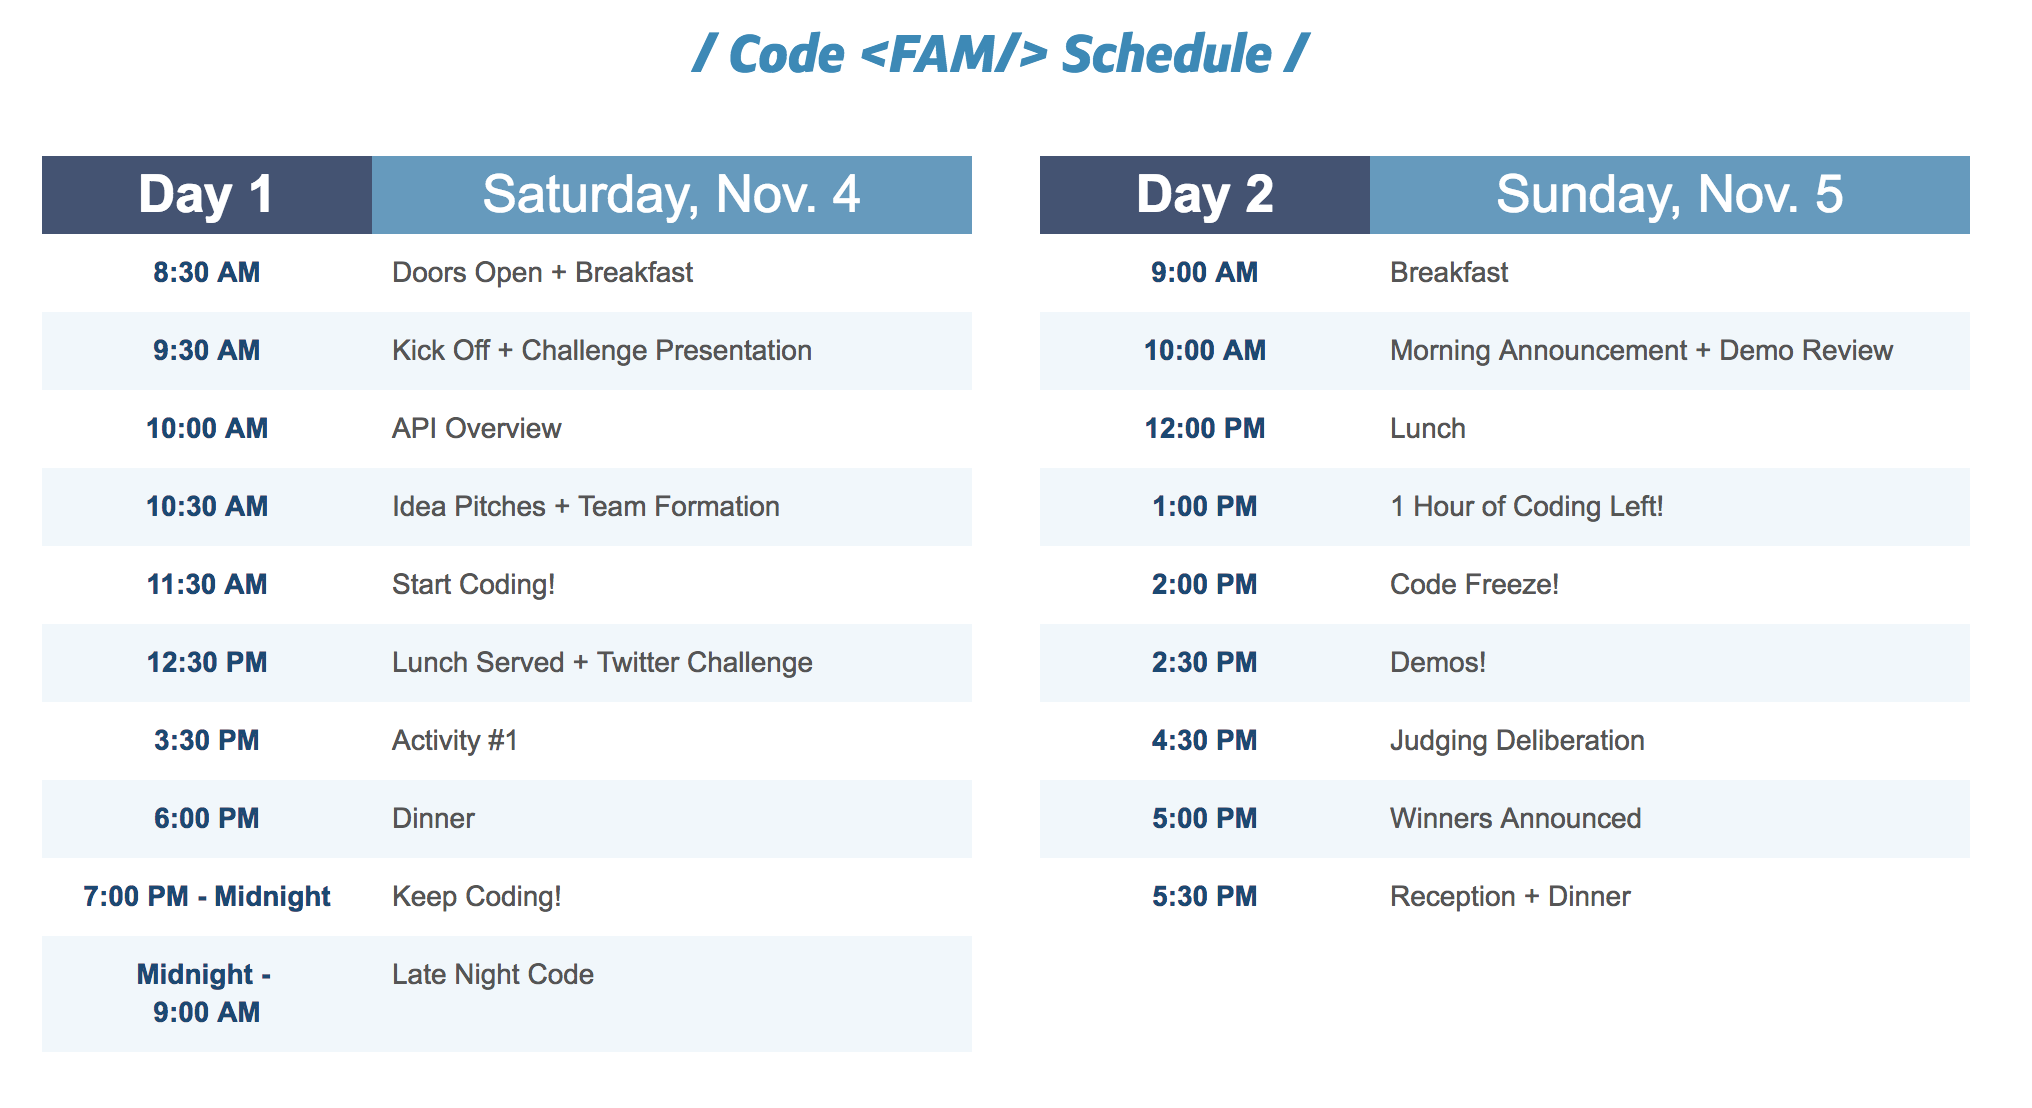 / Code <FAM/> Schedule /
Day 1 Saturday, Nov. 4
8:30 AM Doors Open + Breakfast
9:30 AM Kick Off + Challenge Presentation
10:00 AM API Overview
10:30 AM Idea Pitches + Team Formation
11:30 AM Start Coding!
12:30 PM Lunch Served + Twitter Challenge
3:30 PM Activity #1
6:00 PM Dinner
7:00 PM - Midnight Keep Coding!
Midnight - Late Night Code
9:00 AM
Day 2 Sunday, Nov. 5
9:00 AM Breakfast
10:00 AM Morning Announcement + Demo Review
12:00 PM Lunch
1:00 PM 1 Hour of Coding Left!
2:00 PM Code Freeze!
2:30 PM Demos!
4:30 PM Judging Deliberation
5:00 PM Winners Announced
5:30 PM Reception + Dinner